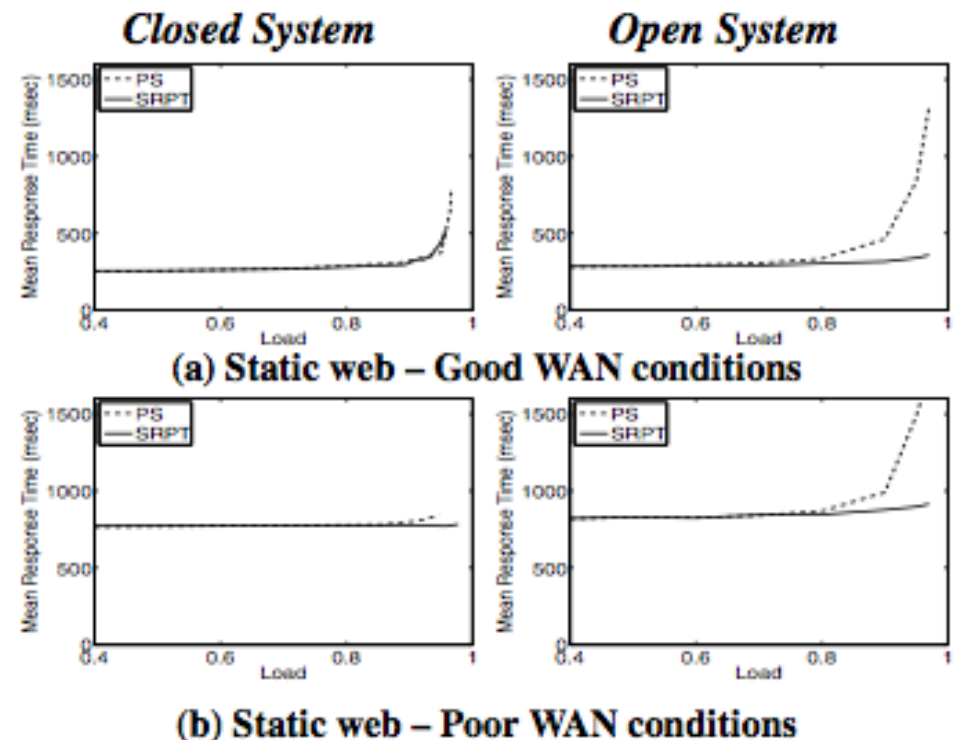 Closed System
Open System
Mean Response Time (msec)
1500
1000
500
0
PS
SRPT
0.4
0.6
0.8
1
Load
Mean Response Time (msec)
1500
1000
500
0
PS
SRPT
0.4
0.6
0.8
1
Load
(a) Static web – Good WAN conditions
Mean Response Time (msec)
1500
1000
500
0
PS
SRPT
0.4
0.6
0.8
1
Load
Mean Response Time (msec)
1500
1000
500
0
PS
SRPT
0.4
0.6
0.8
1
Load
(b) Static web – Poor WAN conditions